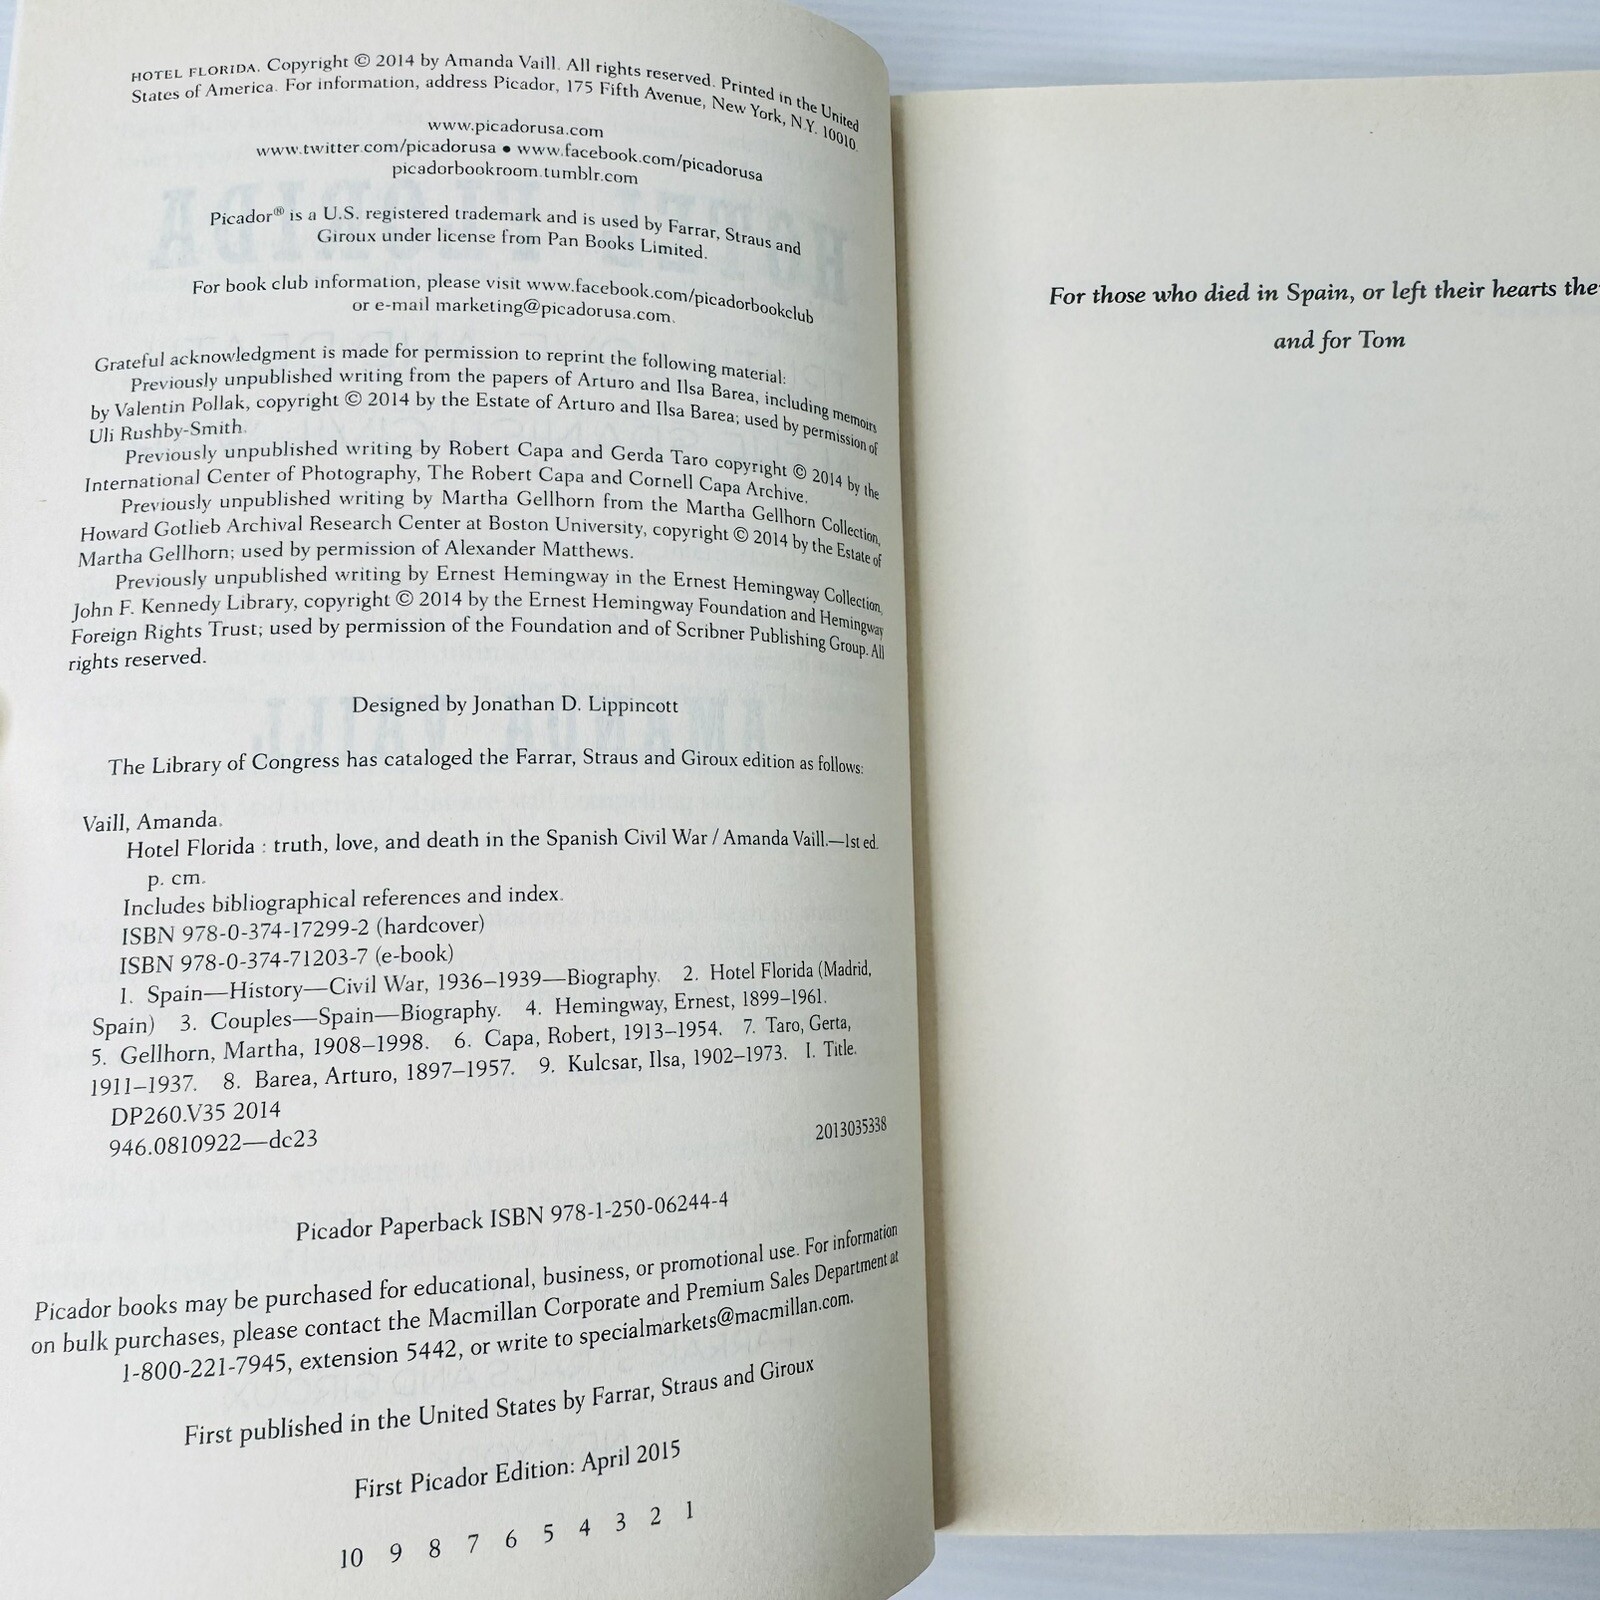 HOTEL FLORIDA. Copyright © 2014 by Amanda Vaill. All rights reserved. Printed in the United
States of America. For information, address Picador, 175 Fifth Avenue, New York, N.Y. 10010.
www.picadorusa.com
www.twitter.com/picadorusa • www.facebook.com/picadorusa
picadorbookroom.tumblr.com
Picador® is a U.S. registered trademark and is used by Farrar, Straus and
Giroux under license from Pan Books Limited.
For book club information, please visit www.facebook.com/picadorbookclub
or e-mail marketing@picadorusa.com.
Grateful acknowledgment is made for permission to reprint the following material:
Previously unpublished writing from the papers of Arturo and Ilsa Barea, including memoirs
by Valentin Pollak, copyright © 2014 by the Estate of Arturo and Ilsa Barea; used by permission of
Uli Rushby-Smith.
Previously unpublished writing by Robert Capa and Gerda Taro copyright © 2014 by the
International Center of Photography, The Robert Capa and Cornell Capa Archive.
Previously unpublished writing by Martha Gellhorn from the Martha Gellhorn Collection,
Howard Gotlieb Archival Research Center at Boston University, copyright © 2014 by the Estate of
Martha Gellhorn; used by permission of Alexander Matthews.
Previously unpublished writing by Ernest Hemingway in the Ernest Hemingway Collection,
John F. Kennedy Library, copyright © 2014 by the Ernest Hemingway Foundation and Hemingway
Foreign Rights Trust; used by permission of the Foundation and of Scribner Publishing Group. All
rights reserved.
Designed by Jonathan D. Lippincott
The Library of Congress has cataloged the Farrar, Straus and Giroux edition as follows:
Vaill, Amanda.
Hotel Florida : truth, love, and death in the Spanish Civil War / Amanda Vaill.—1st ed.
p. cm.
Includes bibliographical references and index.
ISBN 978-0-374-17299-2 (hardcover)
ISBN 978-0-374-71203-7 (e-book)
1. Spain—History—Civil War, 1936–1939—Biography. 2. Hotel Florida (Madrid,
Spain) 3. Couples—Spain—Biography. 4. Hemingway, Ernest, 1899–1961.
5. Gellhorn, Martha, 1908–1998. 6. Capa, Robert, 1913–1954. 7. Taro, Gerta,
1911–1937. 8. Barea, Arturo, 1897–1957. 9. Kulcsar, Ilsa, 1902–1973. I. Title.
DP260.V35 2014
946.0810922—dc23
2013035338
Picador Paperback ISBN 978-1-250-06244-4
Picador books may be purchased for educational, business, or promotional use. For information
on bulk purchases, please contact the Macmillan Corporate and Premium Sales Department at
1-800-221-7945, extension 5442, or write to specialmarkets@macmillan.com.
First published in the United States by Farrar, Straus and Giroux
First Picador Edition: April 2015
10 9 8 7 6 5 4 3 2 1
For those who died in Spain, or left their hearts the
and for Tom